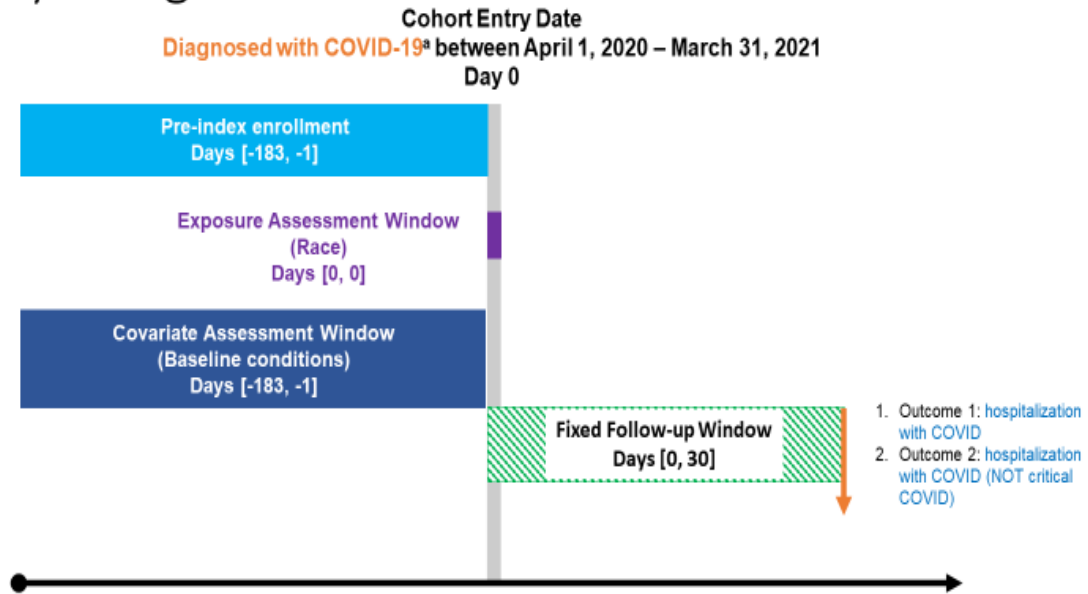 Cohort Entry Date
Diagnosed with COVID-19ª between April 1, 2020 – March 31, 2021
Day 0
Pre-index enrollment
Days [-183, -1]
Exposure Assessment Window
(Race)
Days [0, 0]
Covariate Assessment Window
(Baseline conditions)
Days [-183, -1]
Fixed Follow-up Window
Days [0, 30]
1. Outcome 1: hospitalization
with COVID
2. Outcome 2: hospitalization
with COVID (NOT critical
COVID)